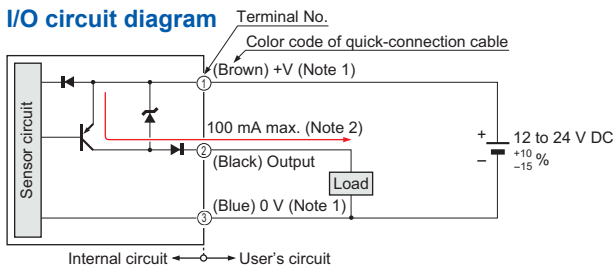 I/O circuit diagram
Terminal No.
Color code of quick-connection cable
Sensor circuit
1
(Brown) +V (Note 1)
100 mA max. (Note 2)
2
(Black) Output
Load
+
−
12 to 24 V DC
+10
−15 %
3
(Blue) 0 V (Note 1)
Internal circuit
User's circuit